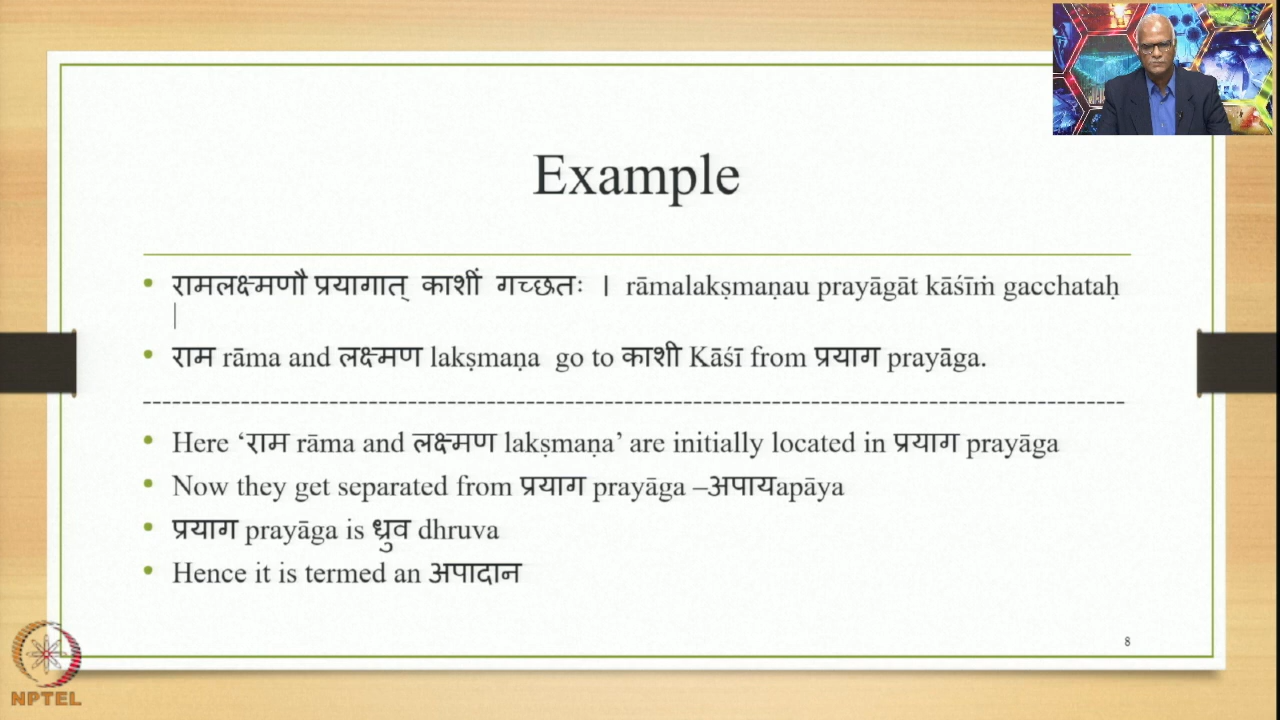 Example
• रामलक्ष्मणौ प्रयागात् काशीं गच्छतः । rāmalakṣmaṇau prayāgāt kāśīṁ gacchataḥ
|
• राम rāma and लक्ष्मण lakṣmaṇa go to काशी Kāśī from प्रयाग prayāga.
----------------------------------------------------------------------------------------------------
• Here ‘राम rāma and लक्ष्मण lakṣmaṇa’ are initially located in प्रयाग prayāga
• Now they get separated from प्रयाग prayāga –अपायapāya
• प्रयाग prayāga is ध्रुव dhruva
• Hence it is termed an अपादान
8
NPTEL